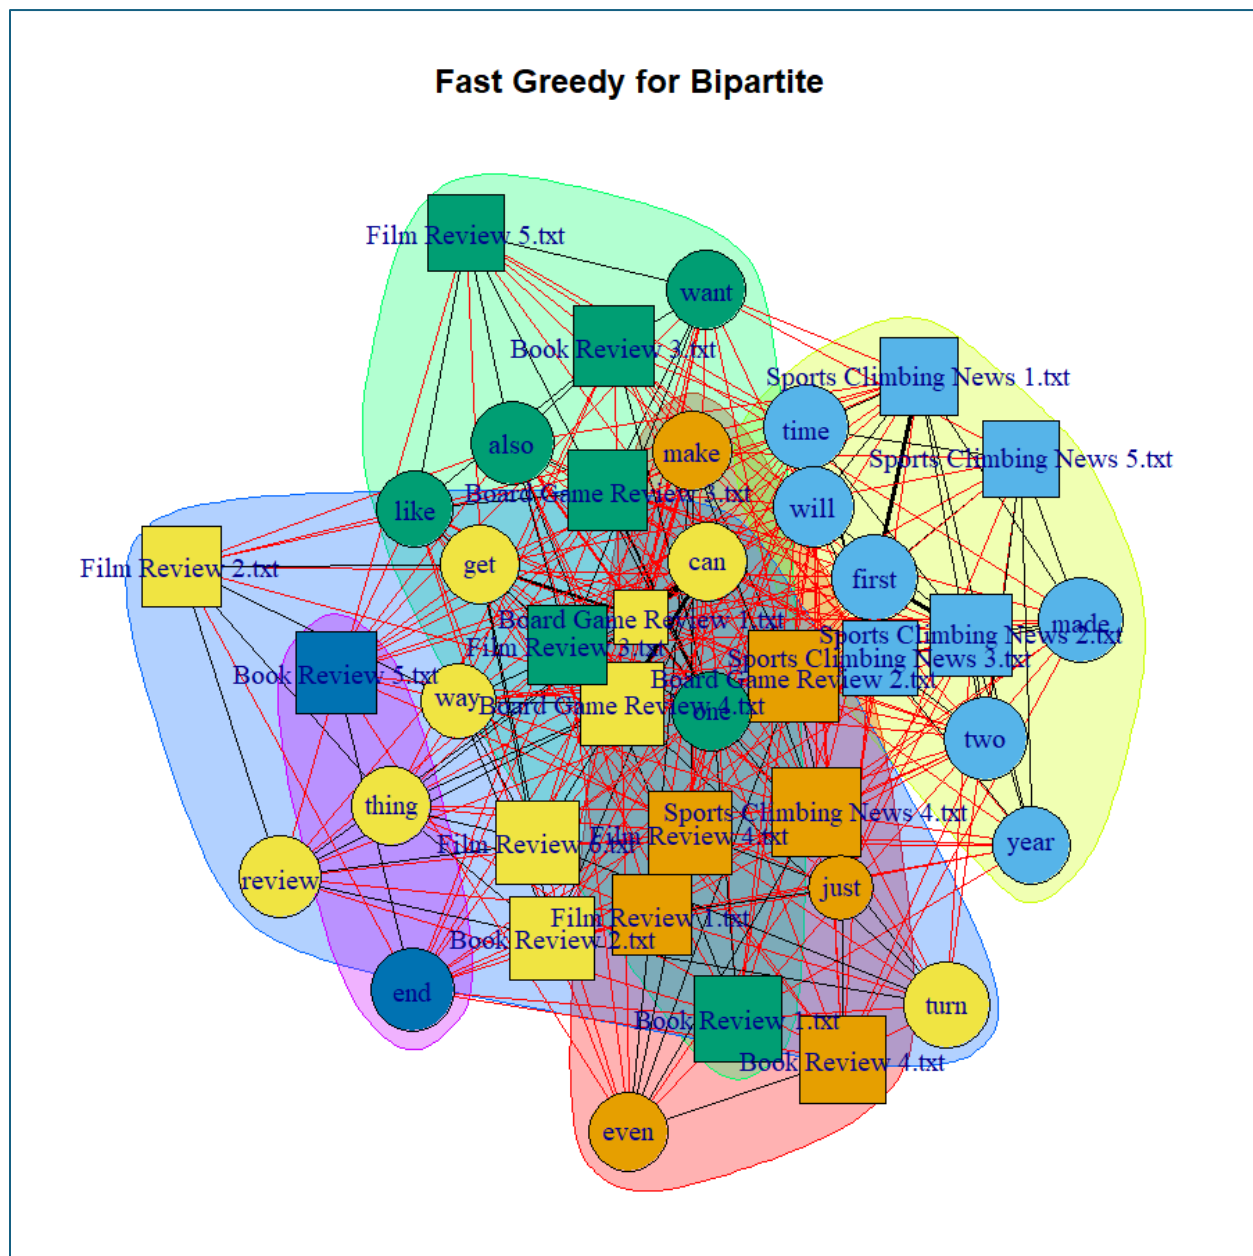 Fast Greedy for Bipartite
Film Review 5.txt
want
Book Review 3.txt
Sports Climbing News 1.txt
time
also
make
Sports Climbing News 5.txt
Board Game Review 3.txt
like
will
get
can
Film Review 2.txt
first
Board Game Review 1.txt
made
Sports Climbing News 2.txt
Film Review 3.txt
Sports Climbing News 3.txt
Book Review 5.txt
Board Game Review 2.txt
way
Board Game Review 4.txt
one
two
thing
Sports Climbing News 4.txt
Film Review 4.txt
Film Review 6.txt
year
review
just
Film Review 1.txt
Book Review 2.txt
end
turn
Book Review 1.txt
Book Review 4.txt
even